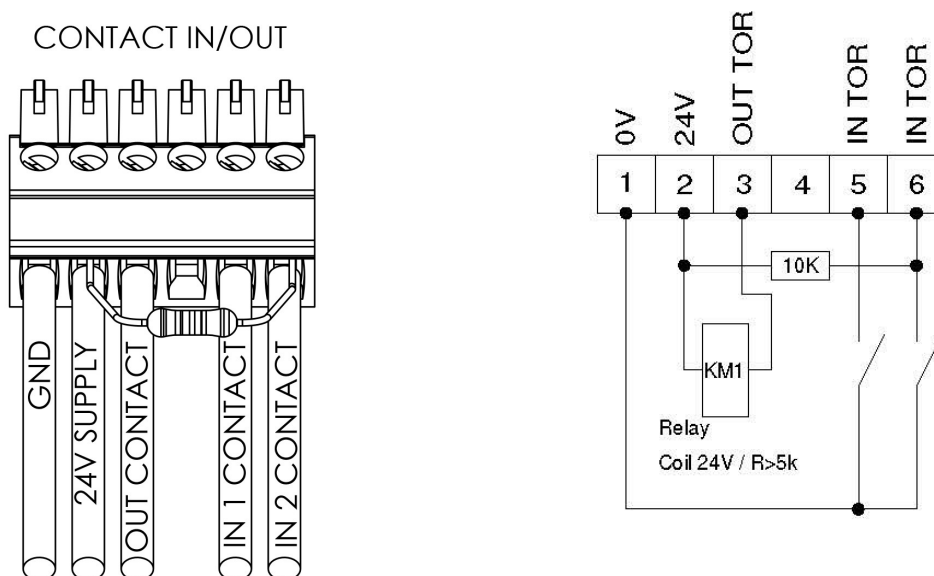 CONTACT IN/OUT
GND
24V SUPPLY
OUT CONTACT
IN 1 CONTACT
IN 2 CONTACT
0V
24V
OUT TOR
IN TOR
IN TOR
1 2 3 4 5 6
10K
KM1
Relay
Coil 24V / R>5k